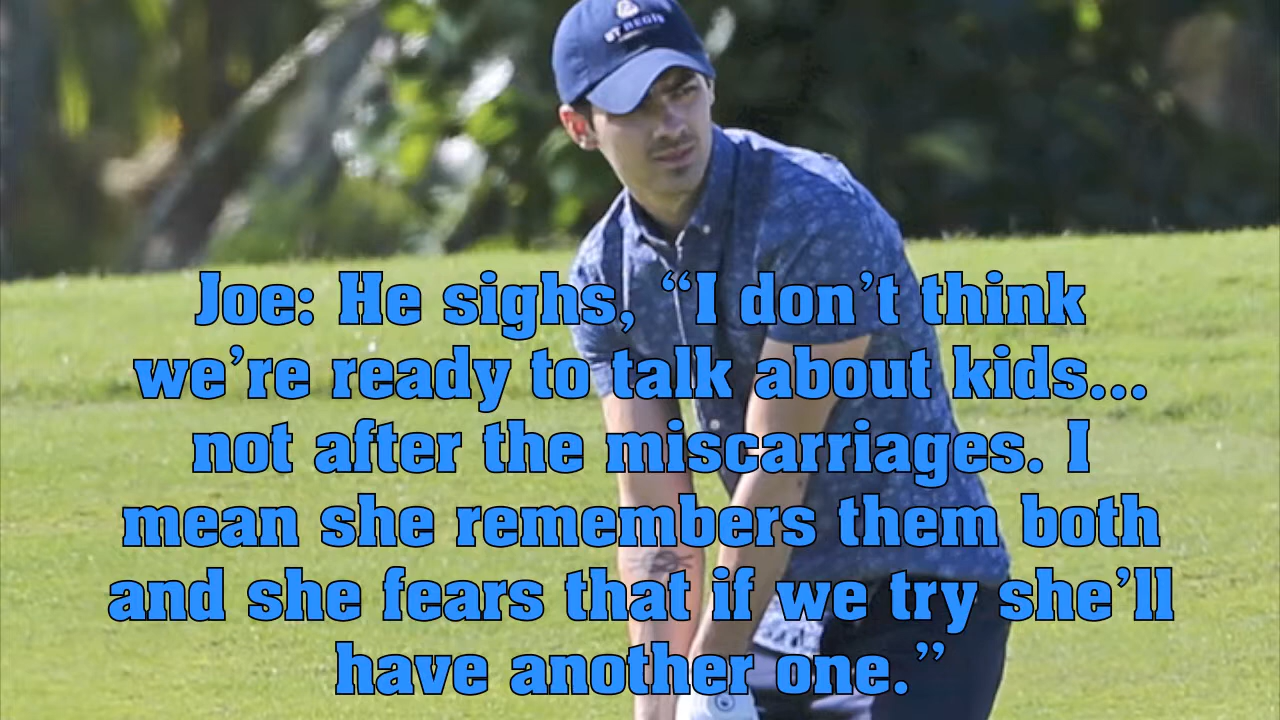 ST REGIS
Joe: He sighs, “I don’t think
we’re ready to talk about kids...
not after the miscarriages. I
mean she remembers them both
and she fears that if we try she’ll
have another one.”